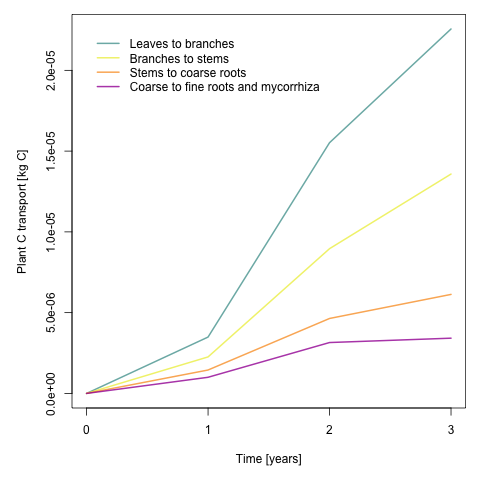 Leaves to branches
Branches to stems
Stems to coarse roots
Coarse to fine roots and mycorrhiza
Plant C transport [kg C]
2.0e-05
1.5e-05
1.0e-05
5.0e-06
0.0e+00
0 1 2 3
Time [years]